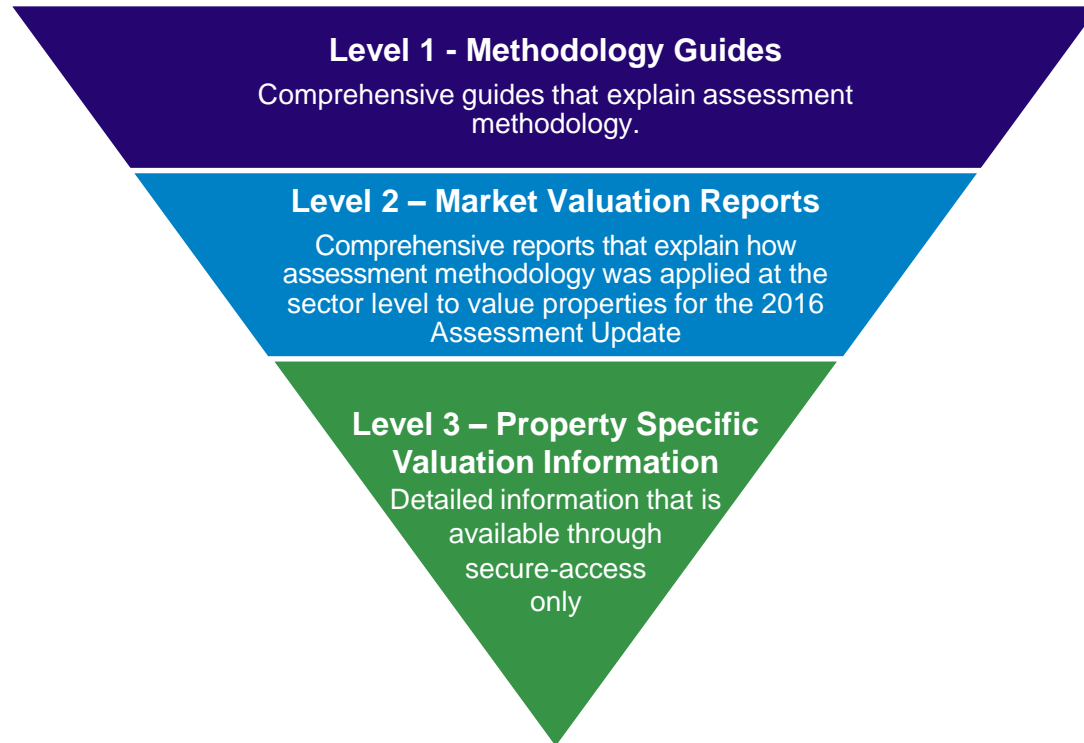 Level 1 - Methodology Guides
Comprehensive guides that explain assessment
methodology.
Level 2 – Market Valuation Reports
Comprehensive reports that explain how
assessment methodology was applied at the
sector level to value properties for the 2016
Assessment Update
Level 3 – Property Specific
Valuation Information
Detailed information that is
available through
secure-access
only